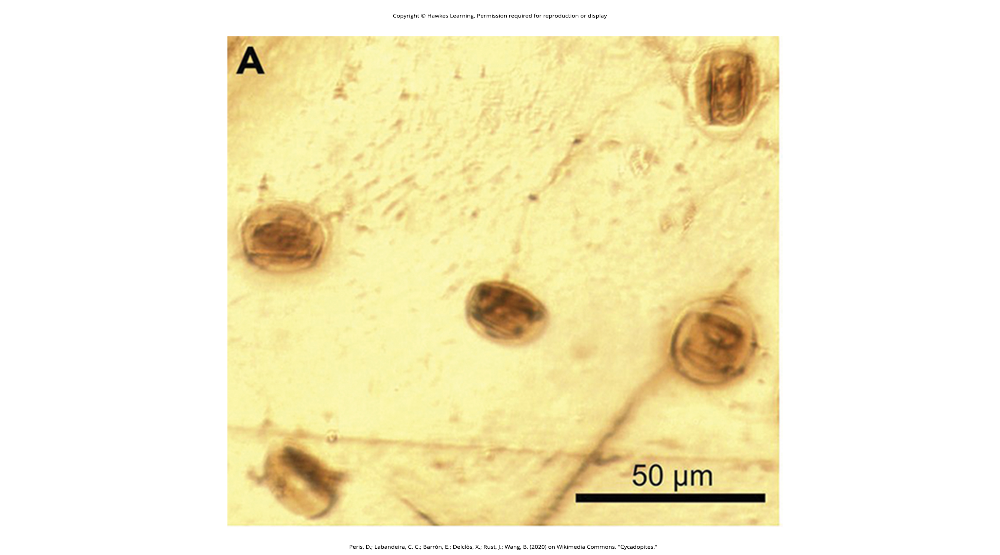 Copyright © Hawkes Learning. Permission required for reproduction or display
A
50 μm
Peris, D.; Labandeira, C. C.; Barrón, E.; Delclòs, X.; Rust, J.; Wang, B. (2020) on Wikimedia Commons. "Cycadopites."